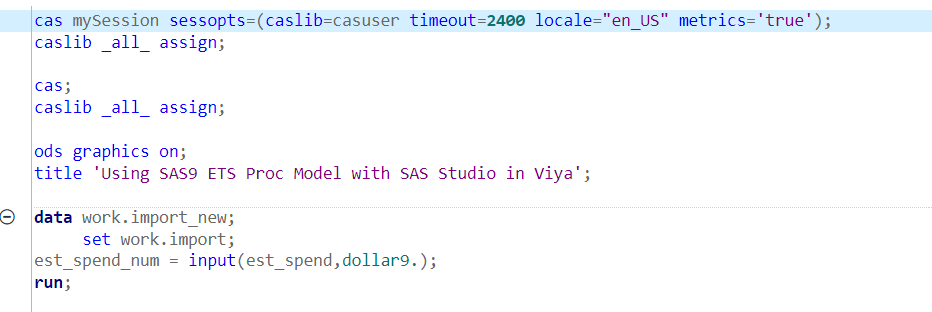 cas mySession sessopts=(caslib=casuser timeout=2400 locale="en_US" metrics='true');
caslib _all_ assign;
cas;
caslib _all_ assign;
ods graphics on;
title 'Using SAS9 ETS Proc Model with SAS Studio in Viya';
data work.import_new;
set work.import;
est_spend_num = input(est_spend,dollar9.);
run;